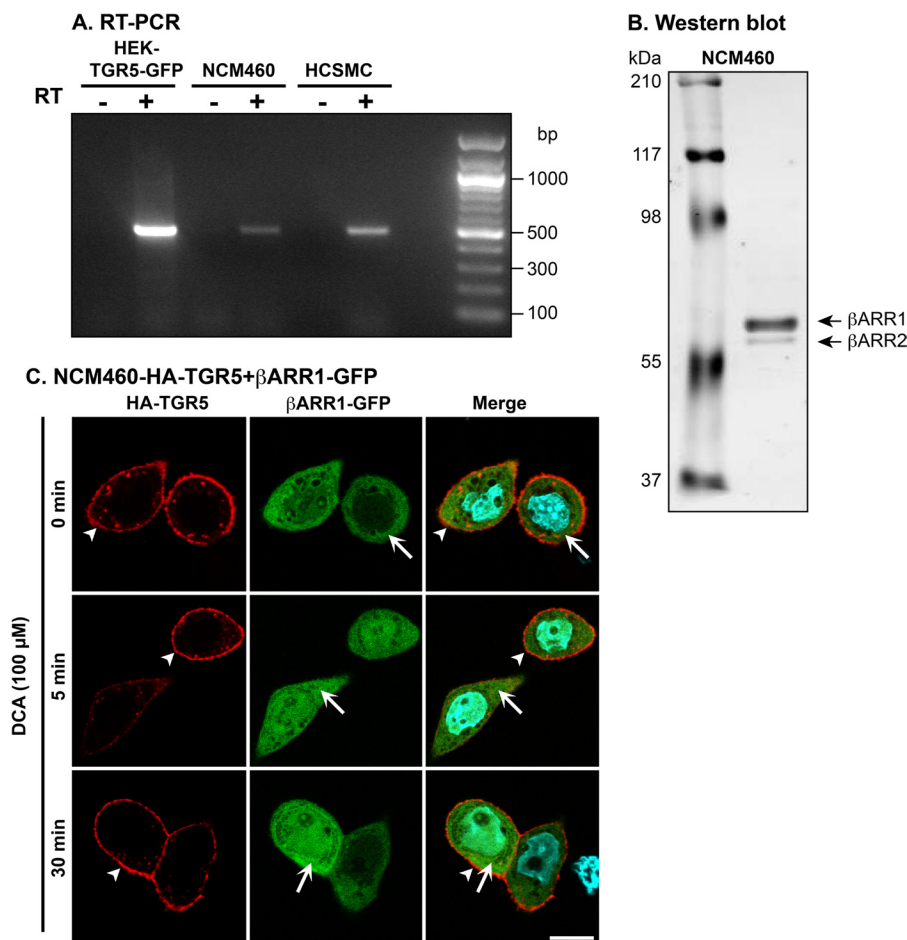 A. RT-PCR
HEK-
TGR5-GFP NCM460 HCSMC
RT - + - + - +
bp
1000
500
300
100
B. Western blot
kDa NCM460
210
117
98
55
37
βARR1
βARR2
C. NCM460-HA-TGR5+βARR1-GFP
HA-TGR5 βARR1-GFP Merge
DCA (100 µM)
0 min
5 min
30 min